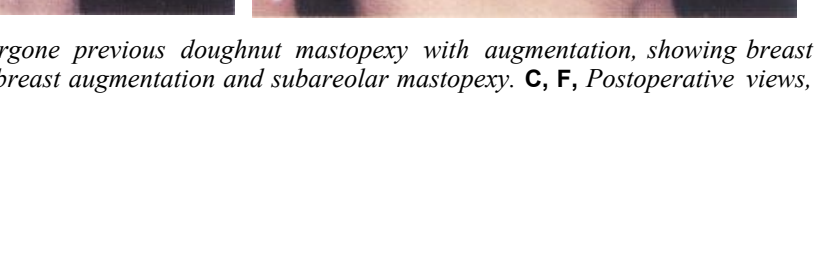 rgone previous doughnut mastopexy with augmentation, showing breast
breast augmentation and subareolar mastopexy. C, F, Postoperative views,